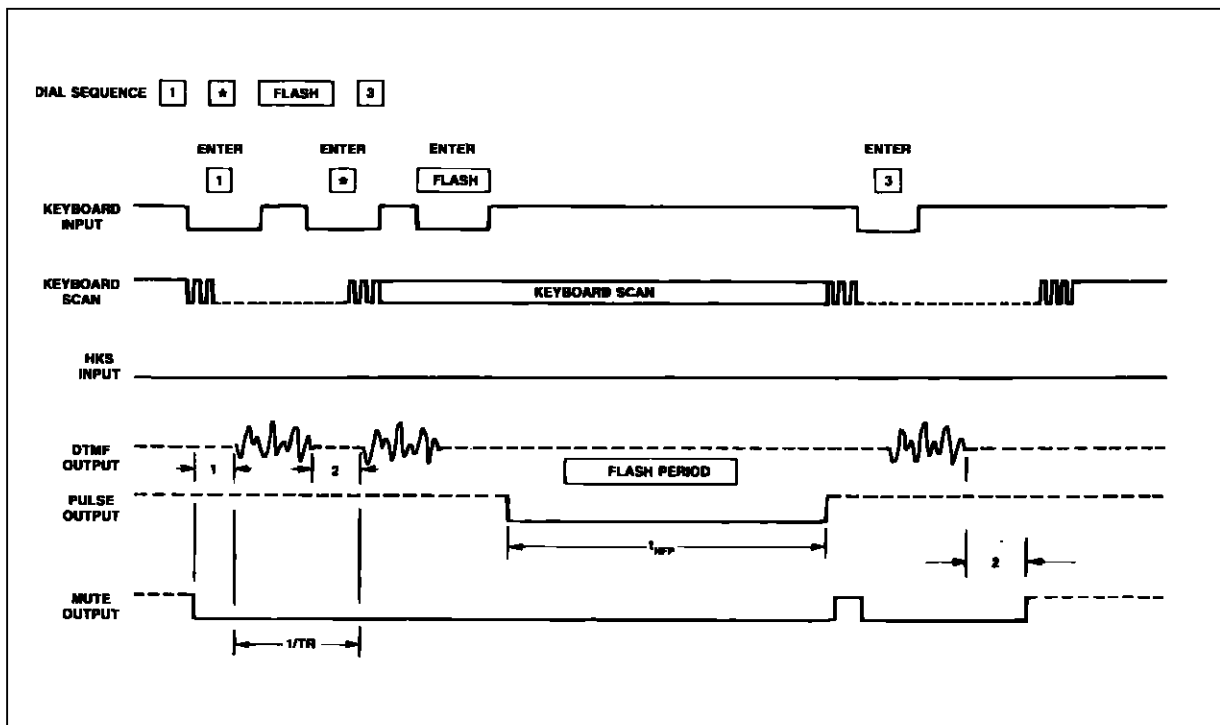 DIAL SEQUENCE 1 * FLASH 3
ENTER ENTER ENTER ENTER
1 * FLASH 3
KEYBOARD
INPUT
KEYBOARD
SCAN
KEYBOARD SCAN
HKS
INPUT
DTMF
OUTPUT
1 2
FLASH PERIOD
PULSE
OUTPUT
tHFP
2
MUTE
OUTPUT
1/TR